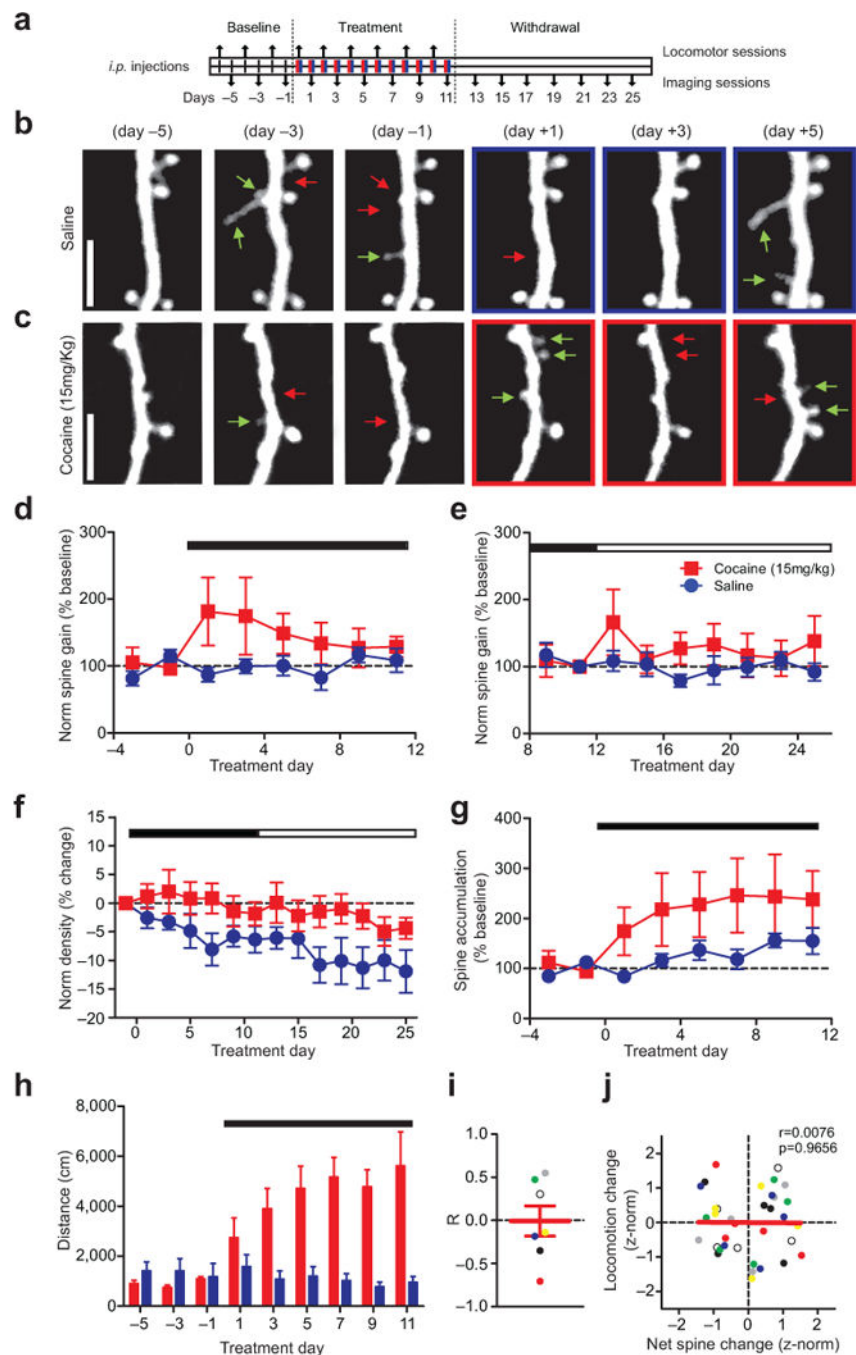 a
Baseline Treatment Withdrawal
i.p. injections
Locomotor sessions
Imaging sessions
Days –5 –3 –1 1 3 5 7 9 11 13 15 17 19 21 23 25
b
(day –5) (day –3) (day –1) (day +1) (day +3) (day +5)
Saline
c
Cocaine (15mg/Kg)
d
Norm spine gain (% baseline)
300
200
100
0
–4 0 4 8 12
Treatment day
e
Norm spine gain (% baseline)
300
200
100
0
Cocaine (15mg/kg)
Saline
8 12 16 20 24
Treatment day
f
Norm density (% change)
15
10
5
0
–5
–10
–15
–20
0 5 10 15 20 25
Treatment day
g
Spine accumulation
(% baseline)
400
300
200
100
0
–4 0 4 8 12
Treatment day
h
Distance (cm)
8,000
6,000
4,000
2,000
0
–5 –3 –1 1 3 5 7 9 11
Treatment day
i
R
1.0
0.5
0
–0.5
–1.0
j
r=0.0076
p=0.9656
Locomotion change
(z-norm)
2
1
0
–1
–2
–2 –1 0 1 2
Net spine change (z-norm)